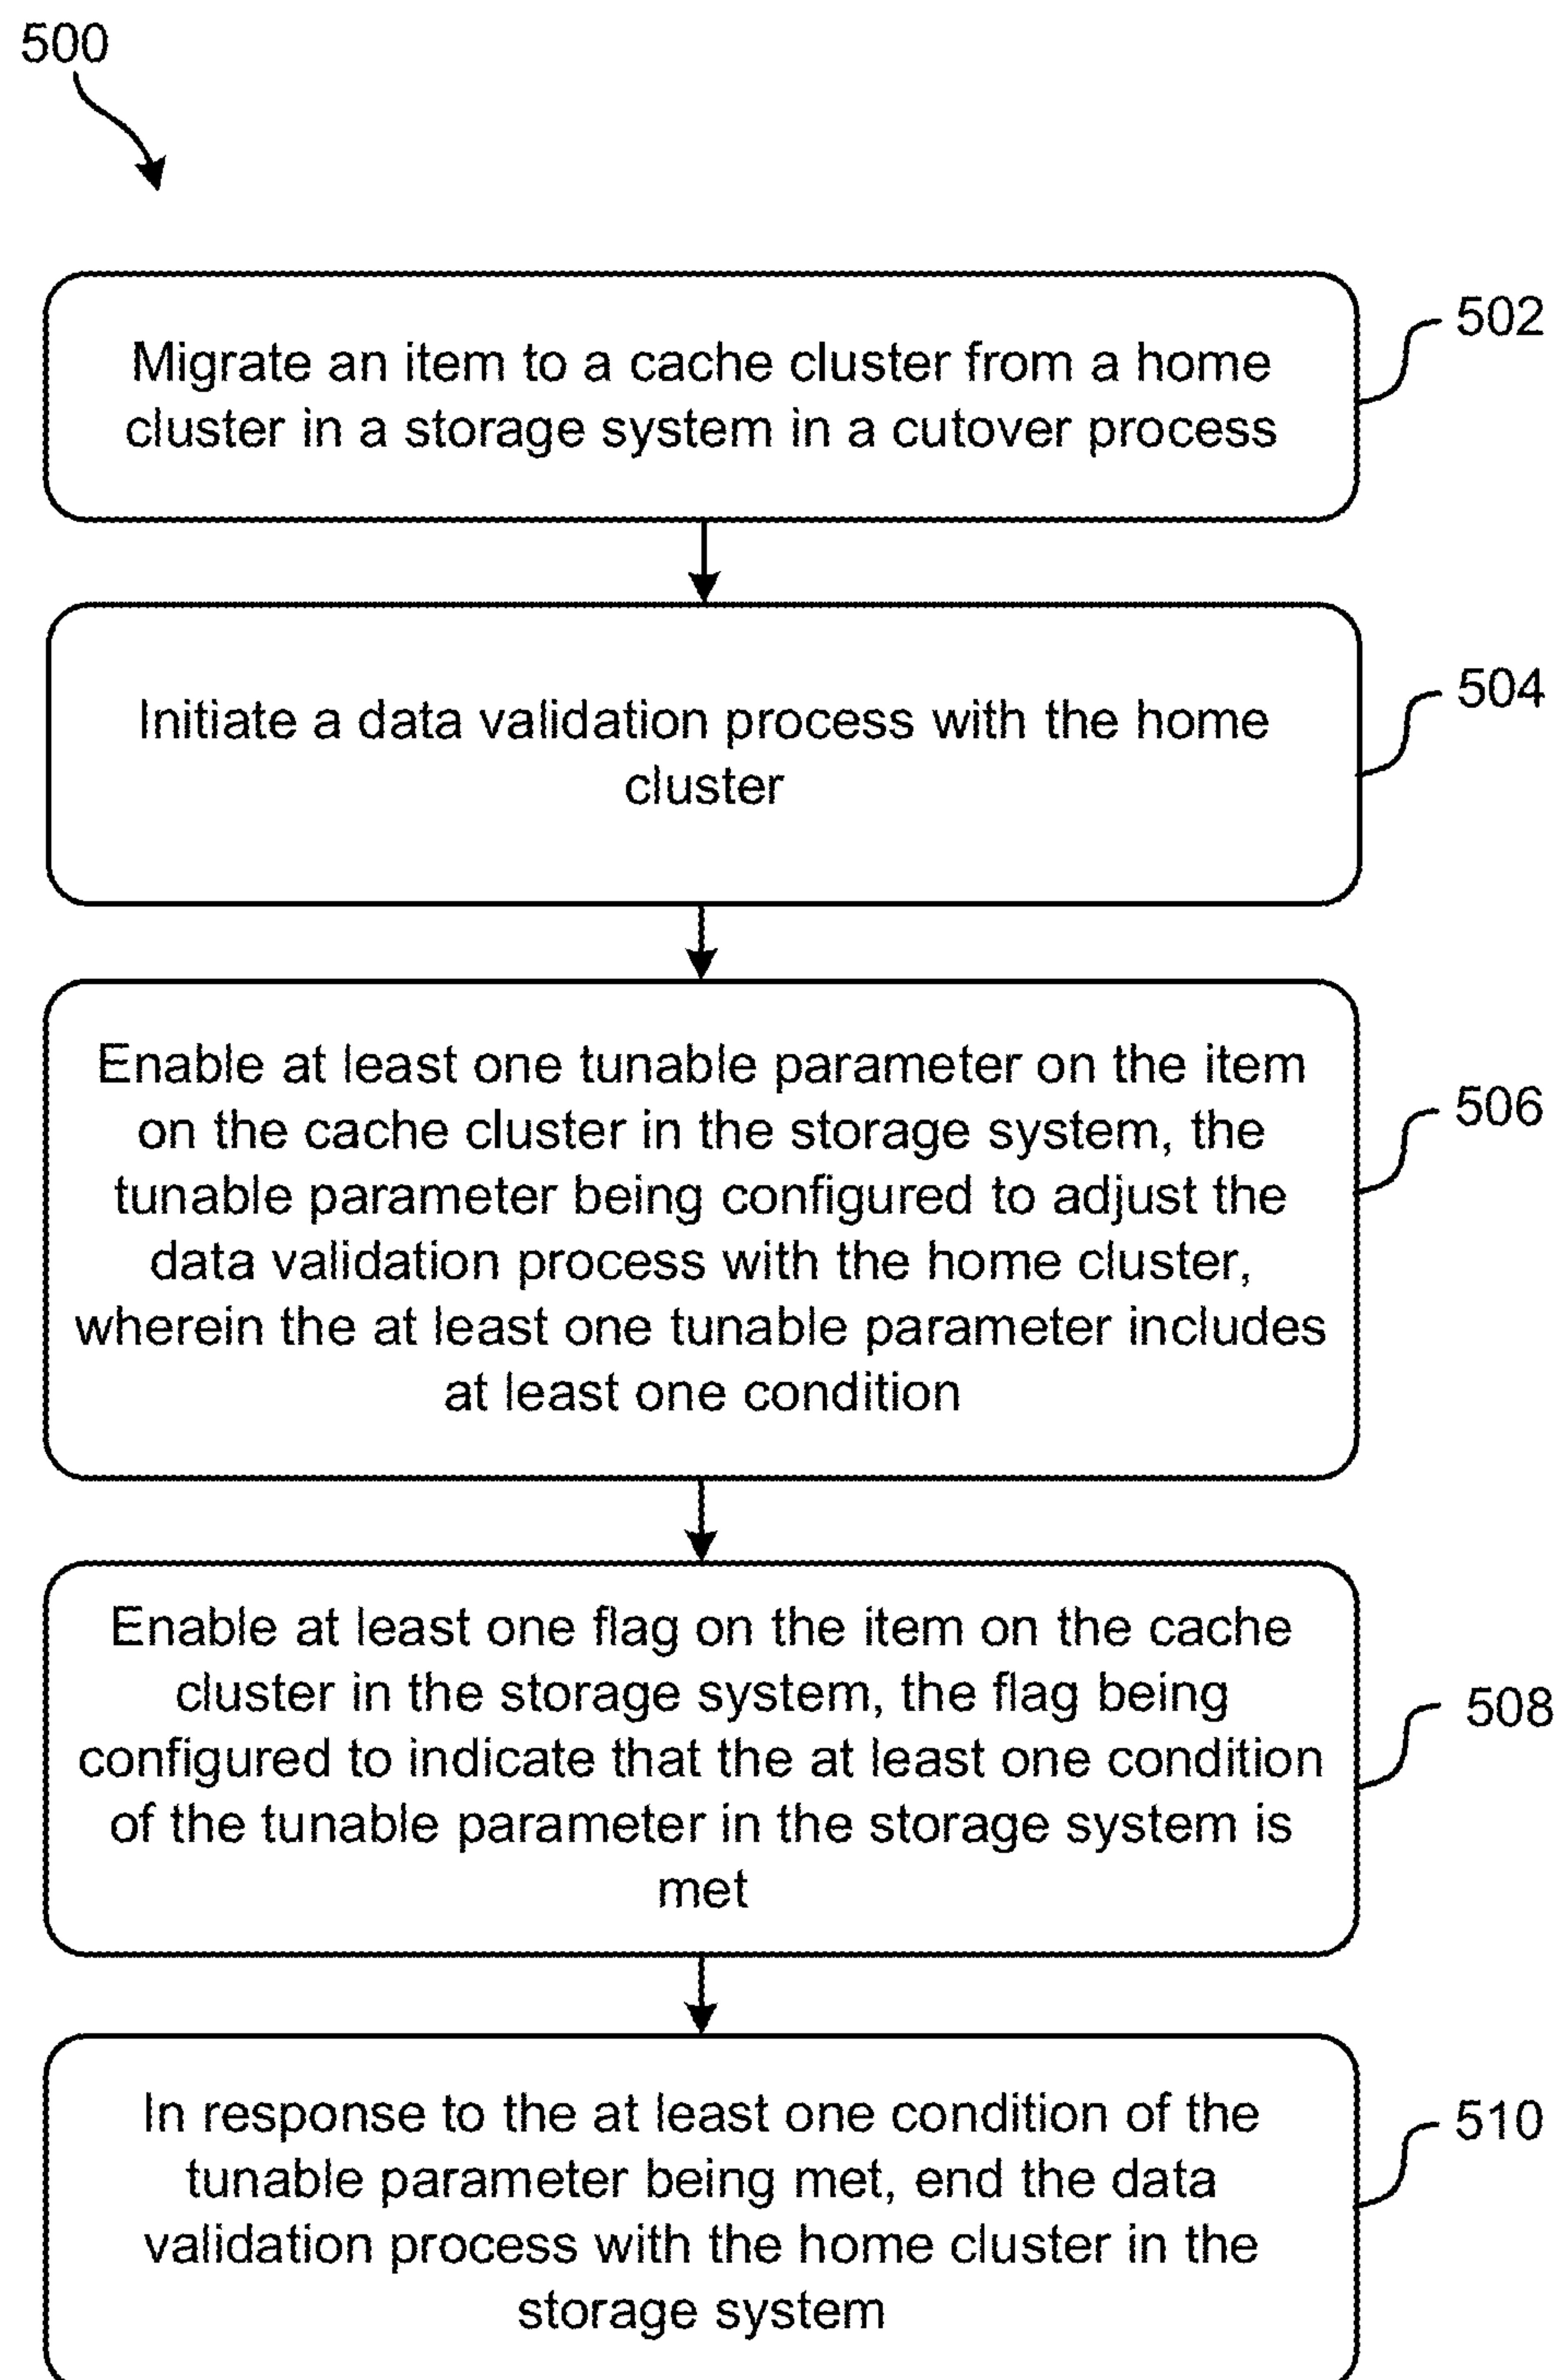 500
Migrate an item to a cache cluster from a home
cluster in a storage system in a cutover process
502
Initiate a data validation process with the home
cluster
504
Enable at least one tunable parameter on the item
on the cache cluster in the storage system, the
tunable parameter being configured to adjust the
data validation process with the home cluster,
wherein the at least one tunable parameter includes
at least one condition
506
Enable at least one flag on the item on the cache
cluster in the storage system, the flag being
configured to indicate that the at least one condition
of the tunable parameter in the storage system is
met
508
In response to the at least one condition of the
tunable parameter being met, end the data
validation process with the home cluster in the
storage system
510